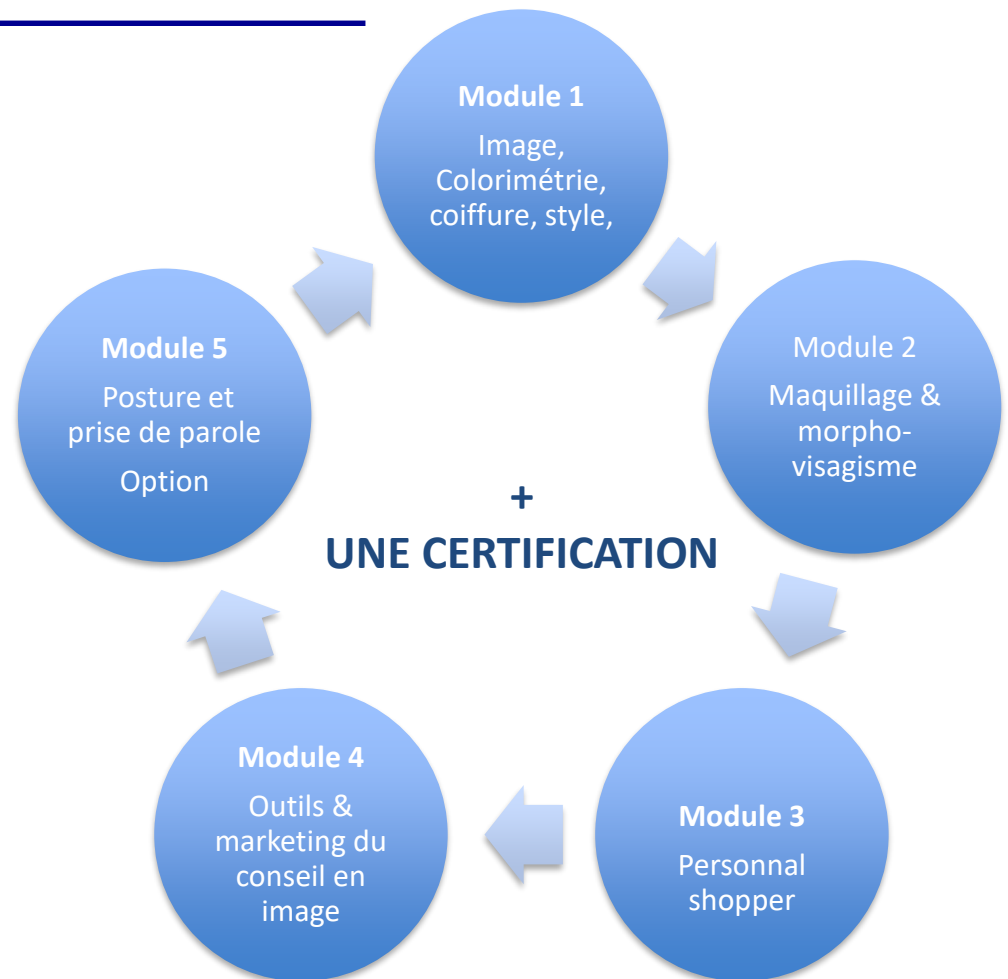 Module 1
Image,
Colorimétrie,
coiffure, style,
Module 2
Maquillage &
morpho-
visagisme
Module 3
Personnal
shopper
Module 4
Outils &
marketing du
conseil en
image
Module 5
Posture et
prise de parole
Option
+
UNE CERTIFICATION